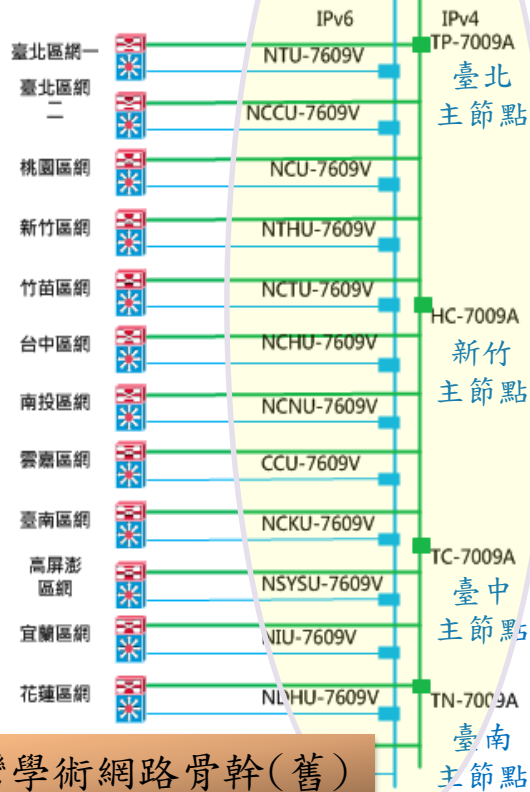 IPv6
IPv4
臺北區網一
NTU-7609V
TP-7009A
臺北
主節點
臺北區網
二
NCCU-7609V
桃園區網
NCU-7609V
新竹區網
NTHU-7609V
竹苗區網
NCTU-7609V
HC-7009A
新竹
主節點
台中區網
NCHU-7609V
南投區網
NCNU-7609V
雲嘉區網
CCU-7609V
臺南區網
NCKU-7609V
TC-7009A
臺中
主節點
高屏澎
區網
NSYSU-7609V
宜蘭區網
NIU-7609V
花蓮區網
NDHU-7609V
TN-7009A
臺南
主節點
學術網路骨幹(舊)